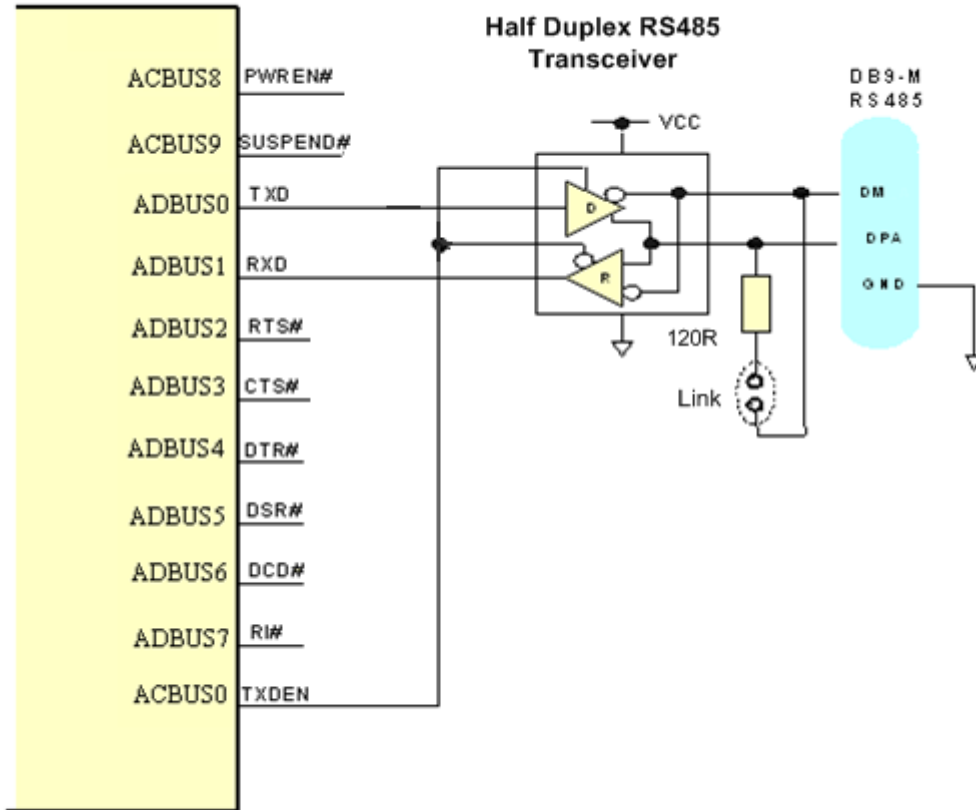 Half Duplex RS485
Transceiver
DB9-M
RS485
ACBUS8 PWREN#
VCC
ACBUS9 SUSPEND#
ADBUS0 TXD
D
DM
DPA
ADBUS1 RXD
R
GND
ADBUS2 RTS#
120R
ADBUS3 CTS#
Link
ADBUS4 DTR#
ADBUS5 DSR#
ADBUS6 DCD#
ADBUS7 RI#
ACBUS0 TXDEN